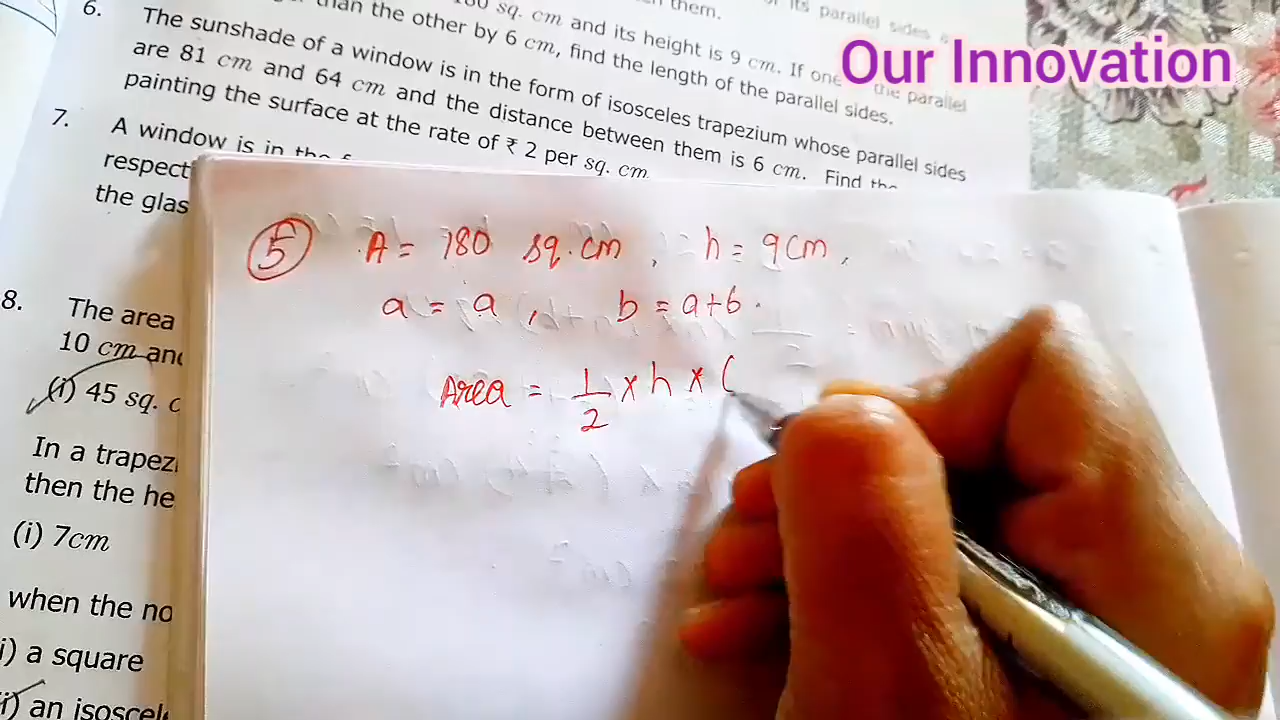 of its parallel sides
them.
180 sq. cm and its height is 9 cm. If one the parallel
than the other by 6 cm, find the length of the parallel sides.
6. The sunshade of a window is in the form of isosceles trapezium whose parallel sides
are 81 cm and 64 cm and the distance between them is 6 cm. Find the
painting the surface at the rate of ₹ 2 per sq. cm.
7. A window is in the
respect
the glas
Our Innovation
5 A = 180 sq. cm, h = 9cm,
a = a, b = a+6.
Area = 1/2 × h × (
8. The area
10 cm and
(i) 45 sq. c
In a trapezi
then the he
(i) 7cm
when the no
i) a square
ii) an isoscel